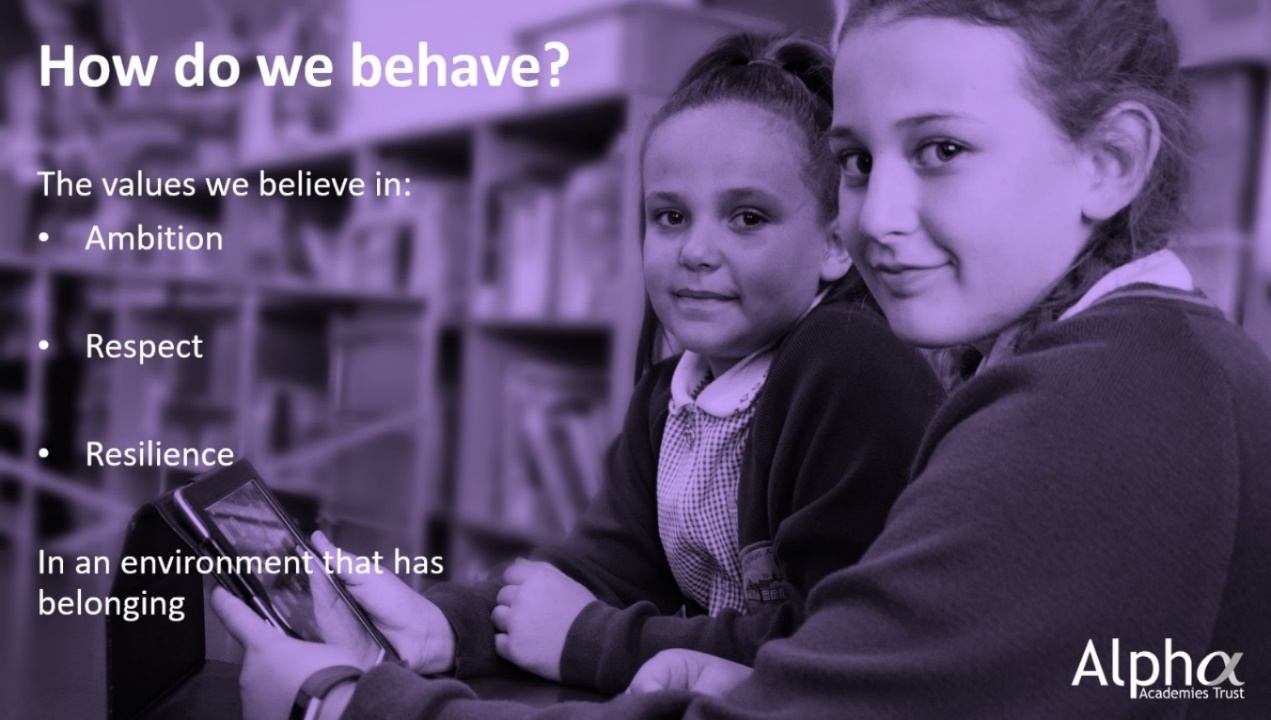 How do we behave?
The values we believe in:
• Ambition
• Respect
• Resilience
In an environment that has
belonging
Alpha
Academies Trust